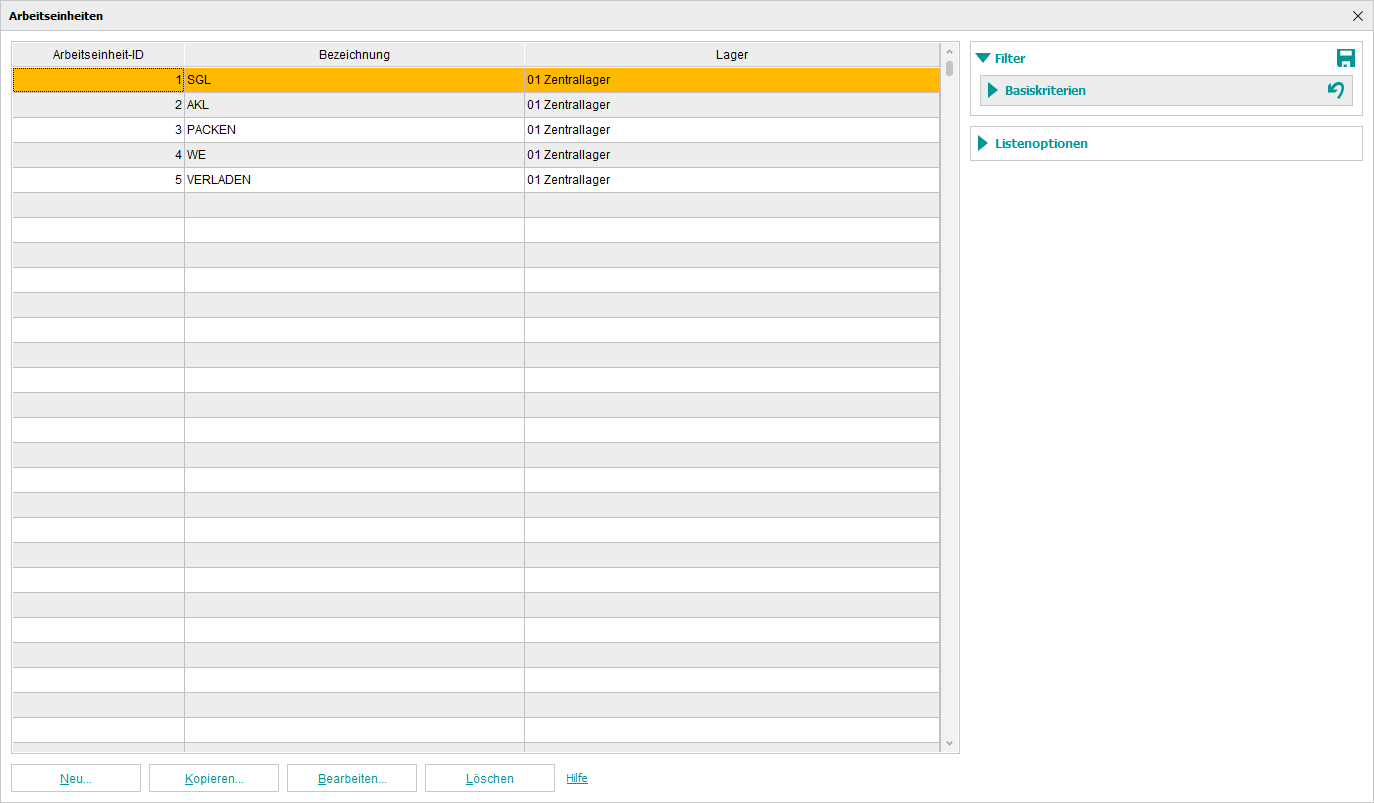 Arbeitseinheiten
Arbeitseinheit-ID Bezeichnung Lager
1 SGL 01 Zentrallager
2 AKL 01 Zentrallager
3 PACKEN 01 Zentrallager
4 WE 01 Zentrallager
5 VERLADEN 01 Zentrallager
Filter
Basiskriterien
Listenoptionen
Neu... Kopieren... Bearbeiten... Löschen Hilfe